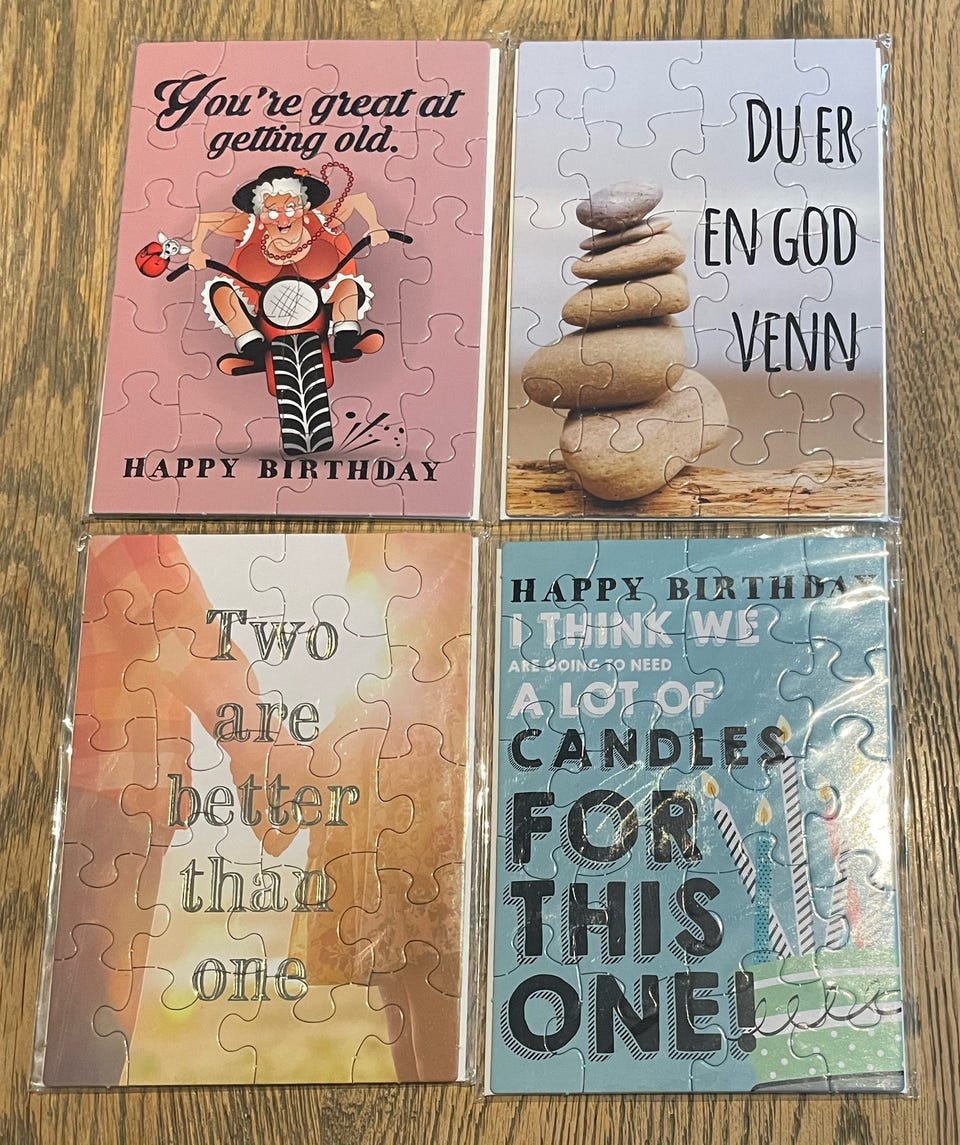 You're great at
getting old.
HAPPY BIRTHDAY
DU ER
EN GOD
VENN
Two
are
better
than
one
HAPPY BIRTHDAY
I THINK WE
ARE GOING TO NEED
A LOT OF
CANDLES
FOR
THIS
ONE!